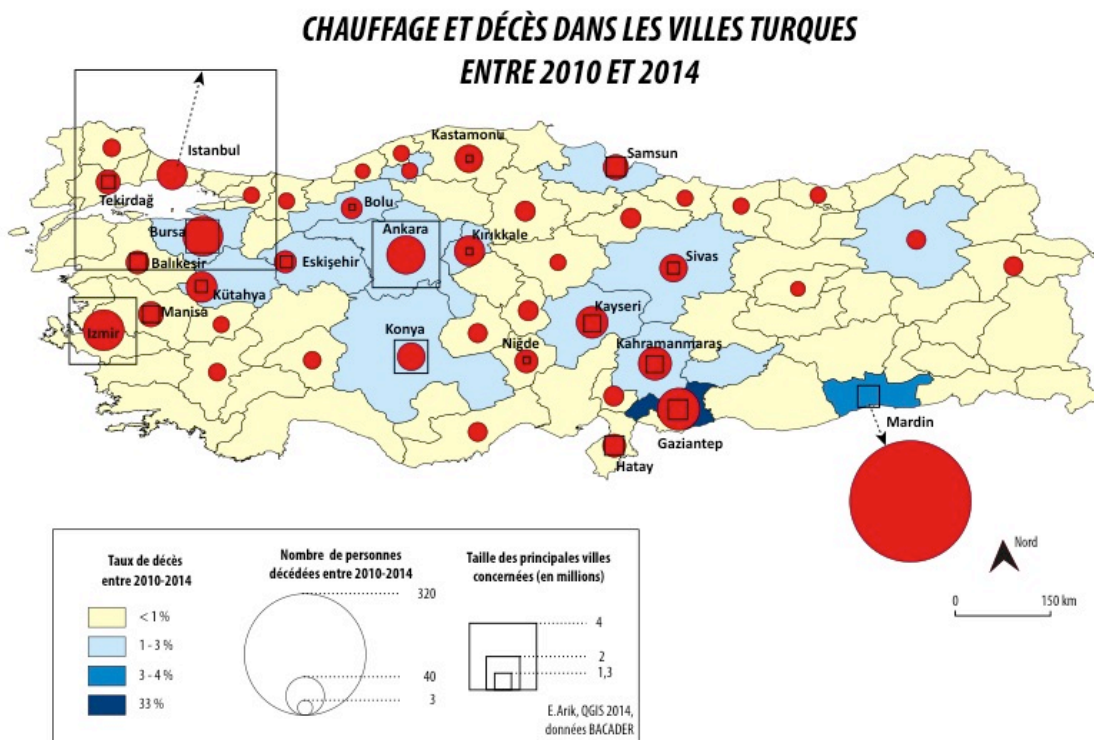 CHAUFFAGE ET DÉCÈS DANS LES VILLES TURQUES
ENTRE 2010 ET 2014
Kastamonu
Samsun
Istanbul
Tekirdağ
Bolu
Bursa
Ankara
Kırıkkale
Balıkeşir
Eskişehir
Sivas
Kütahya
Manisa
Kayseri
Izmir
Konya
Niğde
Kahramanmaraş
Mardin
Gaziantep
Hatay
Nord
0 150 km
Taux de décès
entre 2010-2014
< 1 %
1 - 3 %
3 - 4 %
33 %
Nombre de personnes
décédées entre 2010-2014
320
40
3
Taille des principales villes
concernées (en millions)
4
2
1,3
E.Arik, QGIS 2014,
données BACADER